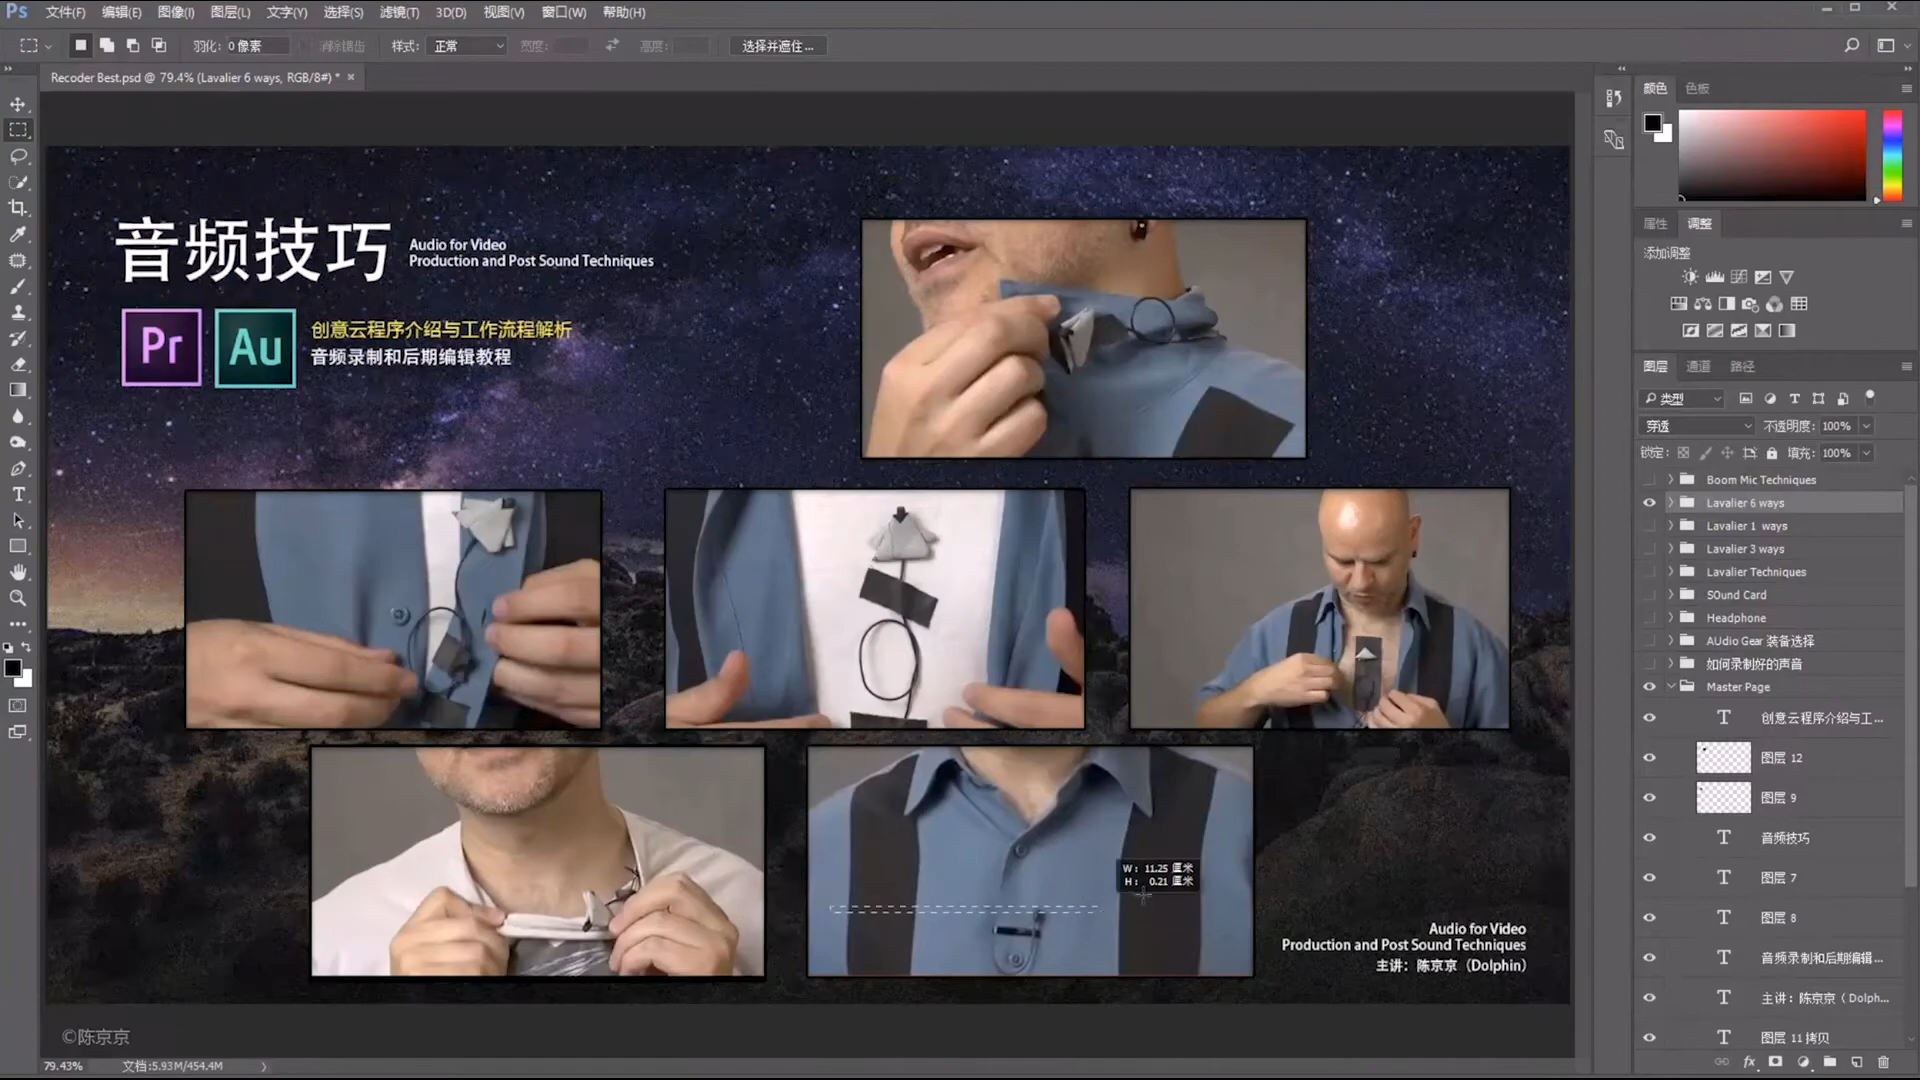 Ps 文件(F) 编辑(E) 图像(I) 图层(L) 文字(Y) 选择(S) 滤镜(T) 3D(D) 视图(V) 窗口(W) 帮助(H)
羽化: 0 像素 消除锯齿 样式: 正常 宽度: 高度: 选择并遮住...
Recoder Best.psd @ 79.4% (Lavalier 6 ways, RGB/8#) *
音频技巧
Audio for Video
Production and Post Sound Techniques
Pr Au
创意云程序介绍与工作流程解析
音频录制和后期编辑教程
W: 11.25 厘米
H: 0.21 厘米
Audio for Video
Production and Post Sound Techniques
主讲：陈京京（Dolphin）
©陈京京
79.43% 文档:5.93M/454.4M
颜色 色板
属性 调整
添加调整
图层 通道 路径
类型
穿透 不透明度: 100%
锁定: 填充: 100%
Boom Mic Techniques
Lavalier 6 ways
Lavalier 1 ways
Lavalier 3 ways
Lavalier Techniques
SOund Card
Headphone
AUdio Gear 装备选择
如何录制好的声音
Master Page
创意云程序介绍与工...
图层 12
图层 9
音频技巧
图层 7
图层 8
音频录制和后期编辑...
主讲：陈京京（Dolph...
图层 11 拷贝